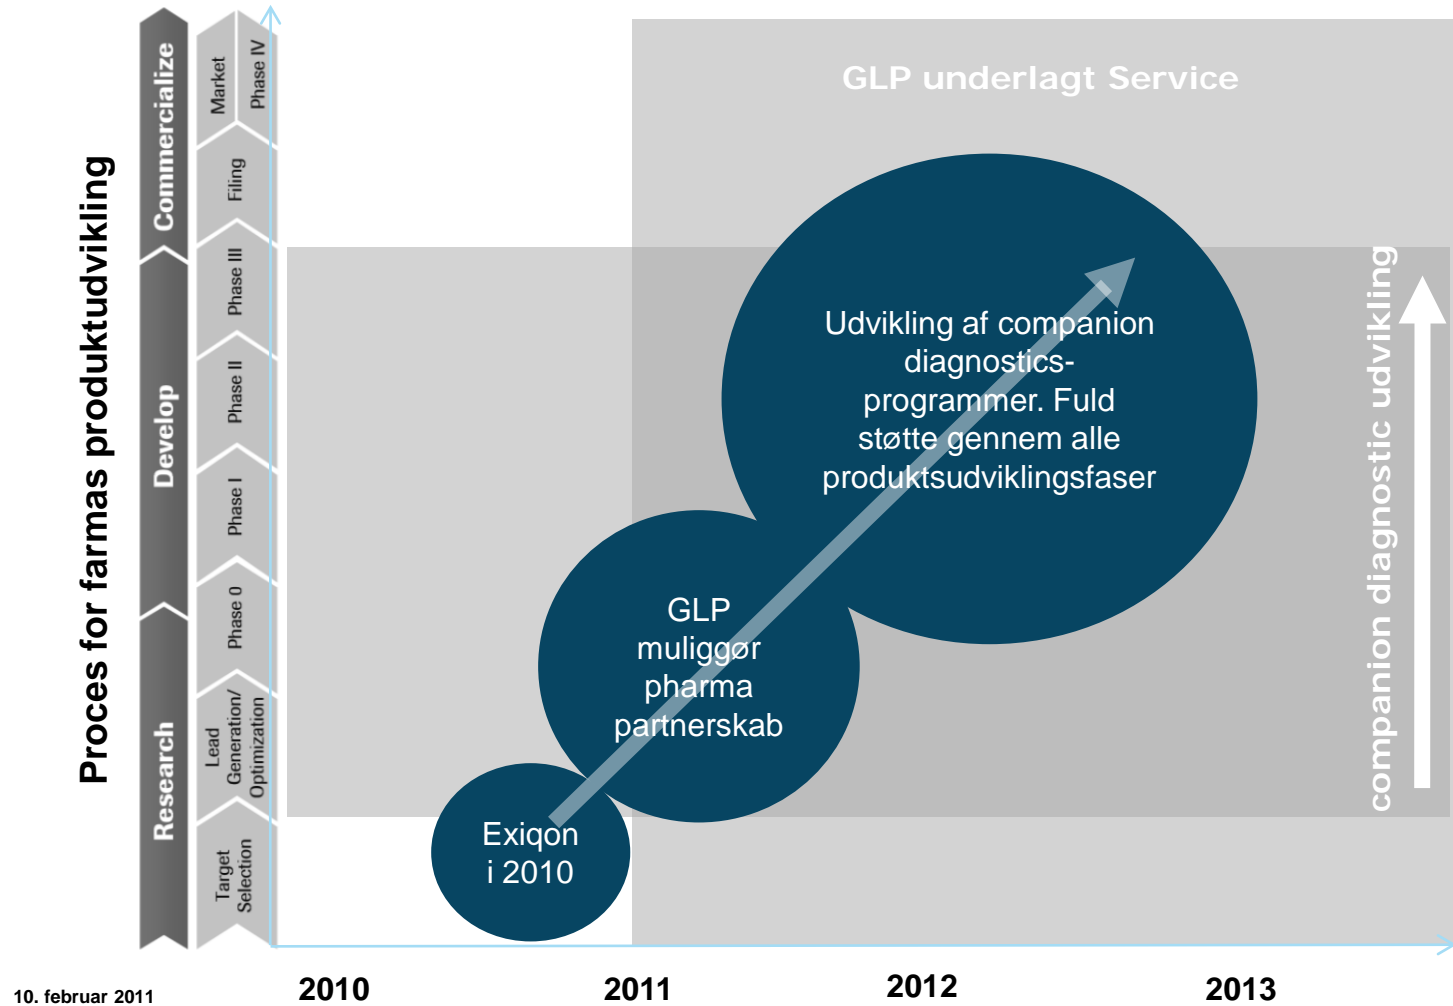 Proces for farmas produktudvikling
Commercialize
Develop
Research
Market
Phase IV
Filing
Phase III
Phase II
Phase I
Phase 0
Lead
Generation/
Optimization
Target
Selection
GLP underlagt Service
Udvikling af companion
diagnostics-
programmer. Fuld
støtte gennem alle
produktsudviklingsfaser
GLP
muliggør
pharma
partnerskab
Exiqon
i 2010
companion diagnostic udvikling
2010
2011
2012
2013
10. februar 2011